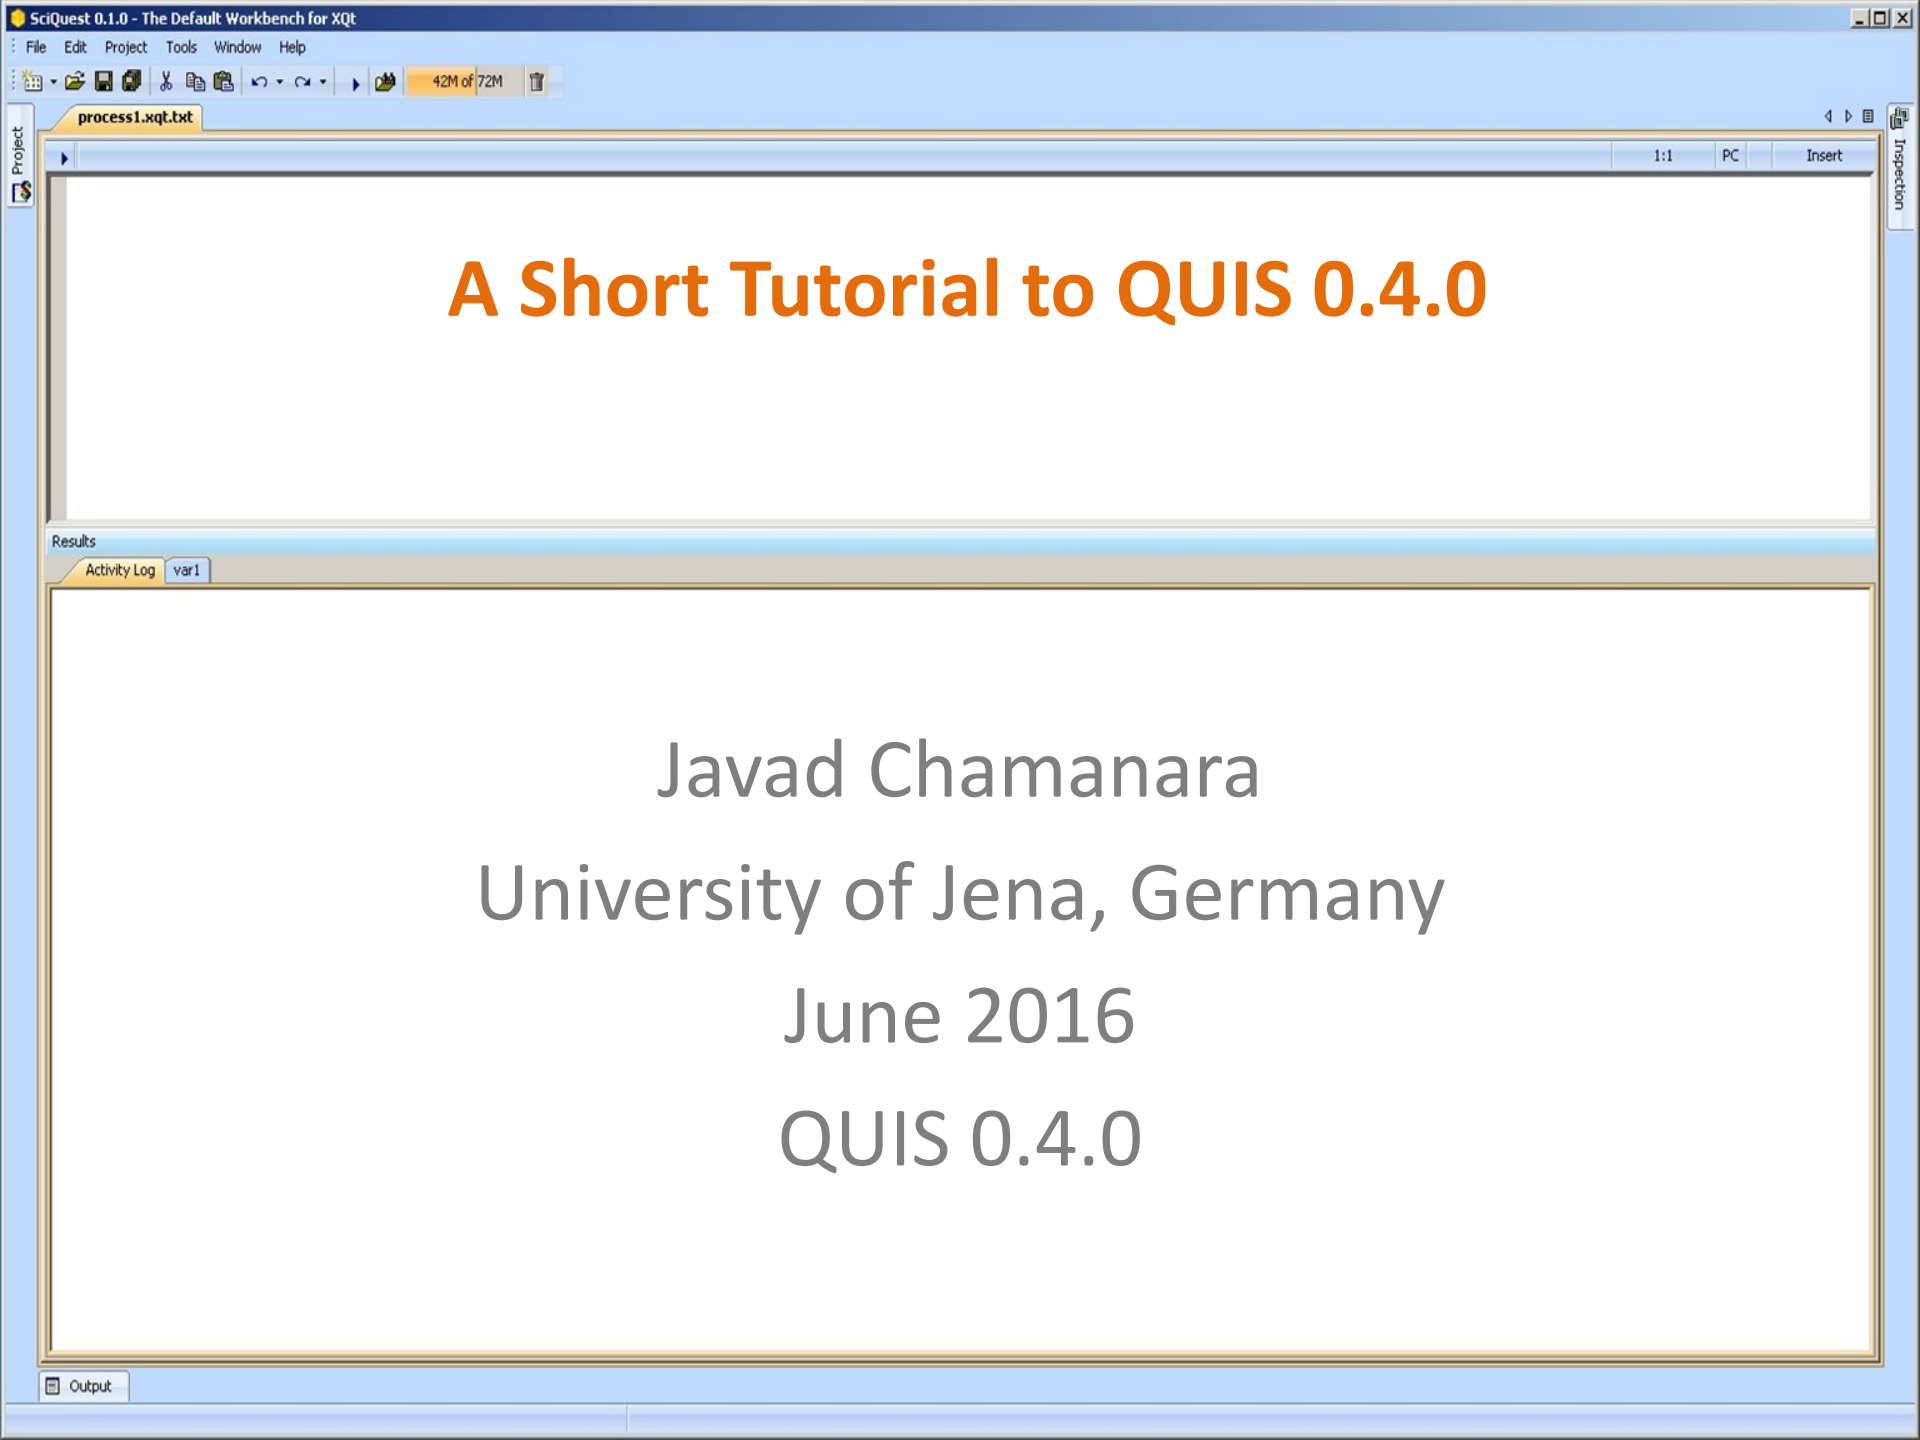 SciQuest 0.1.0 - The Default Workbench for XQt
File Edit Project Tools Window Help
42M of 72M
process1.xqt.txt
Project
1:1 PC Insert
Inspection
A Short Tutorial to QUIS 0.4.0
Results
Activity Log var1
Javad Chamanara
University of Jena, Germany
June 2016
QUIS 0.4.0
Output